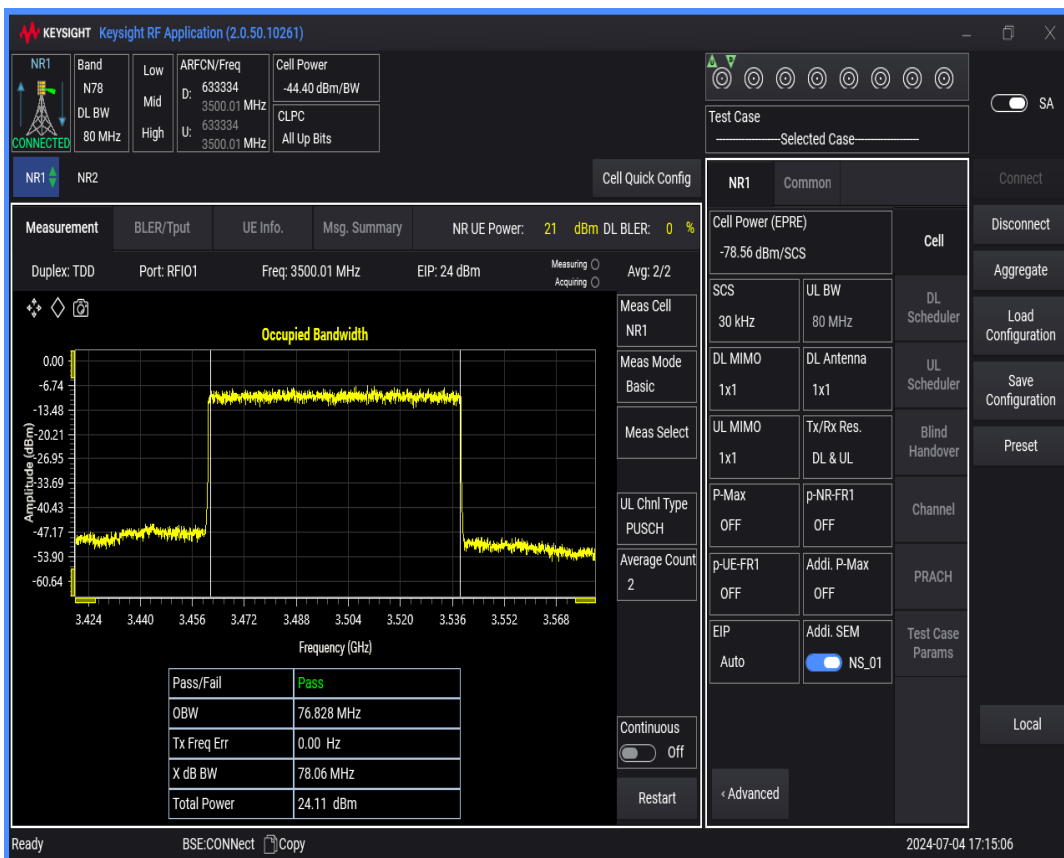 KEYSIGHT Keysight RF Application (2.0.50.10261)
NR1
CONNECTED
Band
N78
DL BW
80 MHz
Low
Mid
High
ARFCN/Freq
D: 633334
3500.01 MHz
U: 633334
3500.01 MHz
Cell Power
-44.40 dBm/BW
CLPC
All Up Bits
Test Case
Selected Case
SA
NR1 NR2
Cell Quick Config
Measurement BLER/Tput UE Info. Msg. Summary NR UE Power: 21 dBm DL BLER: 0 %
Duplex: TDD Port: RFIO1 Freq: 3500.01 MHz EIP: 24 dBm Measuring Avg: 2/2
Acquiring
Occupied Bandwidth
Amplitude (dBm)
0.00
-6.74
-13.48
-20.21
-26.95
-33.69
-40.43
-47.17
-53.90
-60.64
3.424 3.440 3.456 3.472 3.488 3.504 3.520 3.536 3.552 3.568
Frequency (GHz)
Pass/Fail Pass
OBW 76.828 MHz
Tx Freq Err 0.00 Hz
X dB BW 78.06 MHz
Total Power 24.11 dBm
Meas Cell
NR1
Meas Mode
Basic
Meas Select
UL Chnl Type
PUSCH
Average Count
2
Continuous
Off
Restart
NR1 Common
Cell Power (EPRE)
-78.56 dBm/SCS
SCS
30 kHz
UL BW
80 MHz
DL MIMO
1x1
DL Antenna
1x1
UL MIMO
1x1
Tx/Rx Res.
DL & UL
P-Max
OFF
p-NR-FR1
OFF
p-UE-FR1
OFF
Addi. P-Max
OFF
EIP
Auto
Addi. SEM
NS_01
‹ Advanced
Cell
DL
Scheduler
UL
Scheduler
Blind
Handover
Channel
PRACH
Test Case
Params
Connect
Disconnect
Aggregate
Load
Configuration
Save
Configuration
Preset
Local
Ready BSE:CONNect Copy 2024-07-04 17:15:06